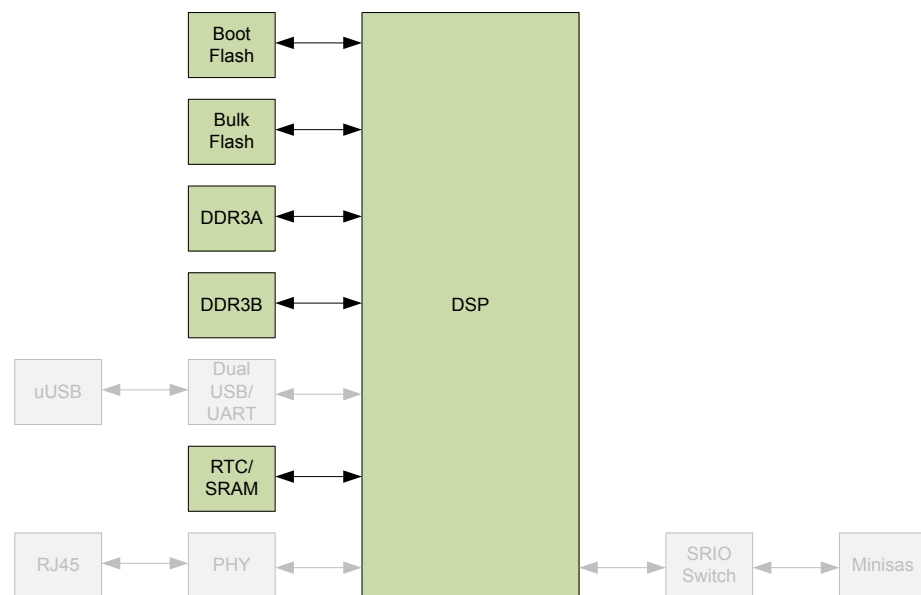 Boot
Flash
Bulk
Flash
DDR3A
DDR3B
DSP
uUSB
Dual
USB/
UART
RTC/
SRAM
RJ45
PHY
SRIO
Switch
Minisas